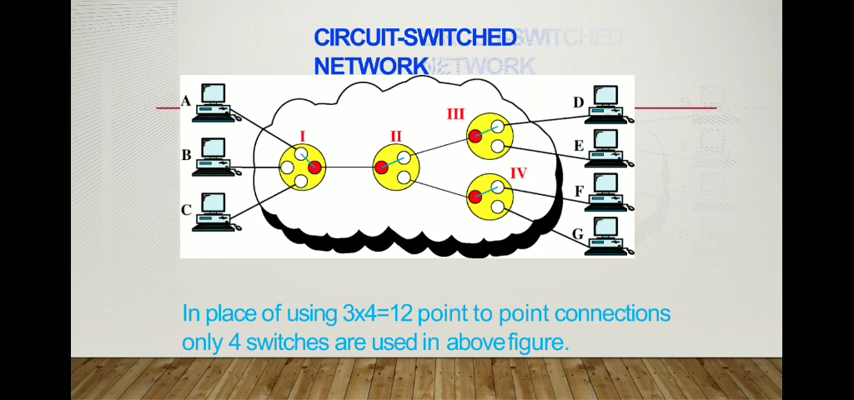 CIRCUIT-SWITCHED
NETWORK
A
B
C
I
II
III
IV
D
E
F
G
In place of using 3x4=12 point to point connections
only 4 switches are used in above figure.